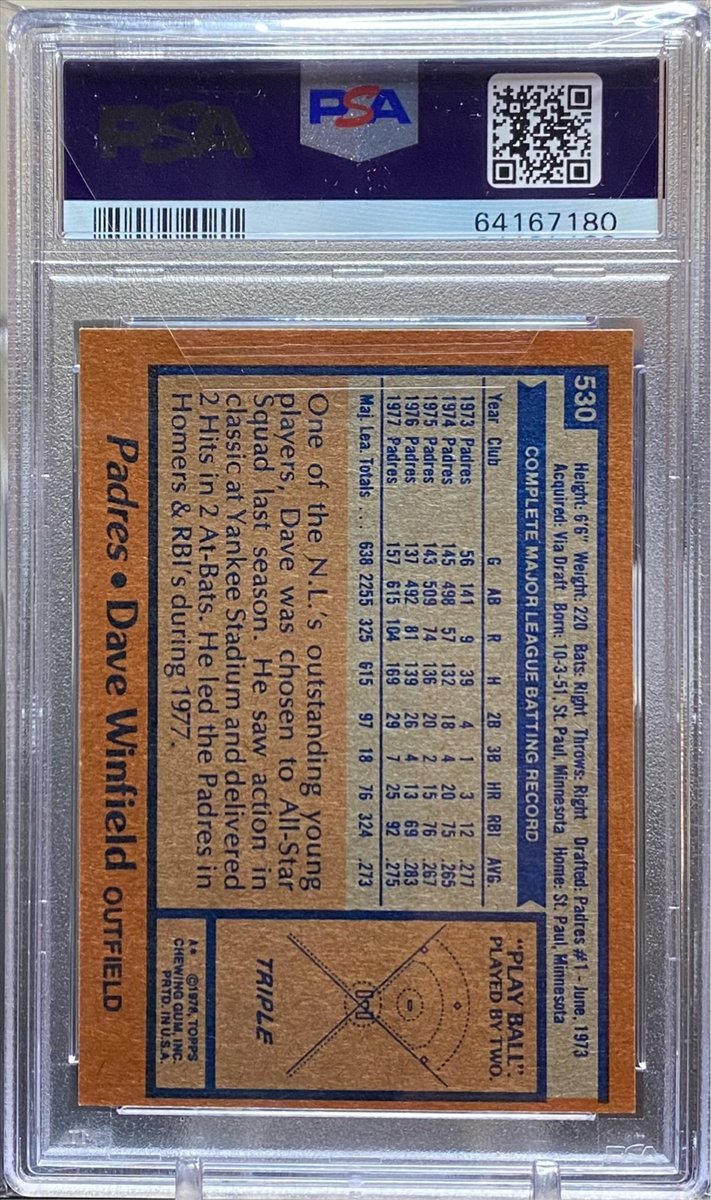 PSA
PSA
64167180
530
Height: 6'6" Weight: 220 Bats: Right Throws: Right Drafted: Padres #1 - June, 1973
Acquired: Via Draft Born: 10-3-51, St. Paul, Minnesota Home: St. Paul, Minnesota
COMPLETE MAJOR LEAGUE BATTING RECORD
Year Club G AB R H 2B 3B HR RBI AVG.
1973 Padres 56 141 9 39 4 1 3 12 .277
1974 Padres 145 498 57 132 18 4 20 75 .265
1975 Padres 143 509 74 136 20 2 15 76 .267
1976 Padres 137 492 81 139 26 4 13 69 .283
1977 Padres 157 615 104 169 29 7 25 92 .275
Maj. Lea. Totals . . . 638 2255 325 615 97 18 76 324 .273
One of the N.L.'s outstanding young
players, Dave was chosen to All-Star
Squad last season. He saw action in
classic at Yankee Stadium and delivered
2 Hits in 2 At-Bats. He led the Padres in
Homers & RBI's during 1977.
"PLAY BALL":
PLAYED BY TWO.
TRIPLE
A* ©1978, TOPPS
CHEWING GUM, INC.
PRTD. IN U.S.A.
Padres • Dave Winfield OUTFIELD
PSA